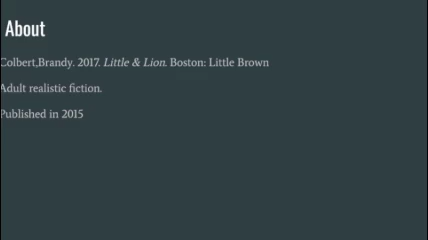 About
Colbert,Brandy. 2017. Little & Lion. Boston: Little Brown
Adult realistic fiction.
Published in 2015